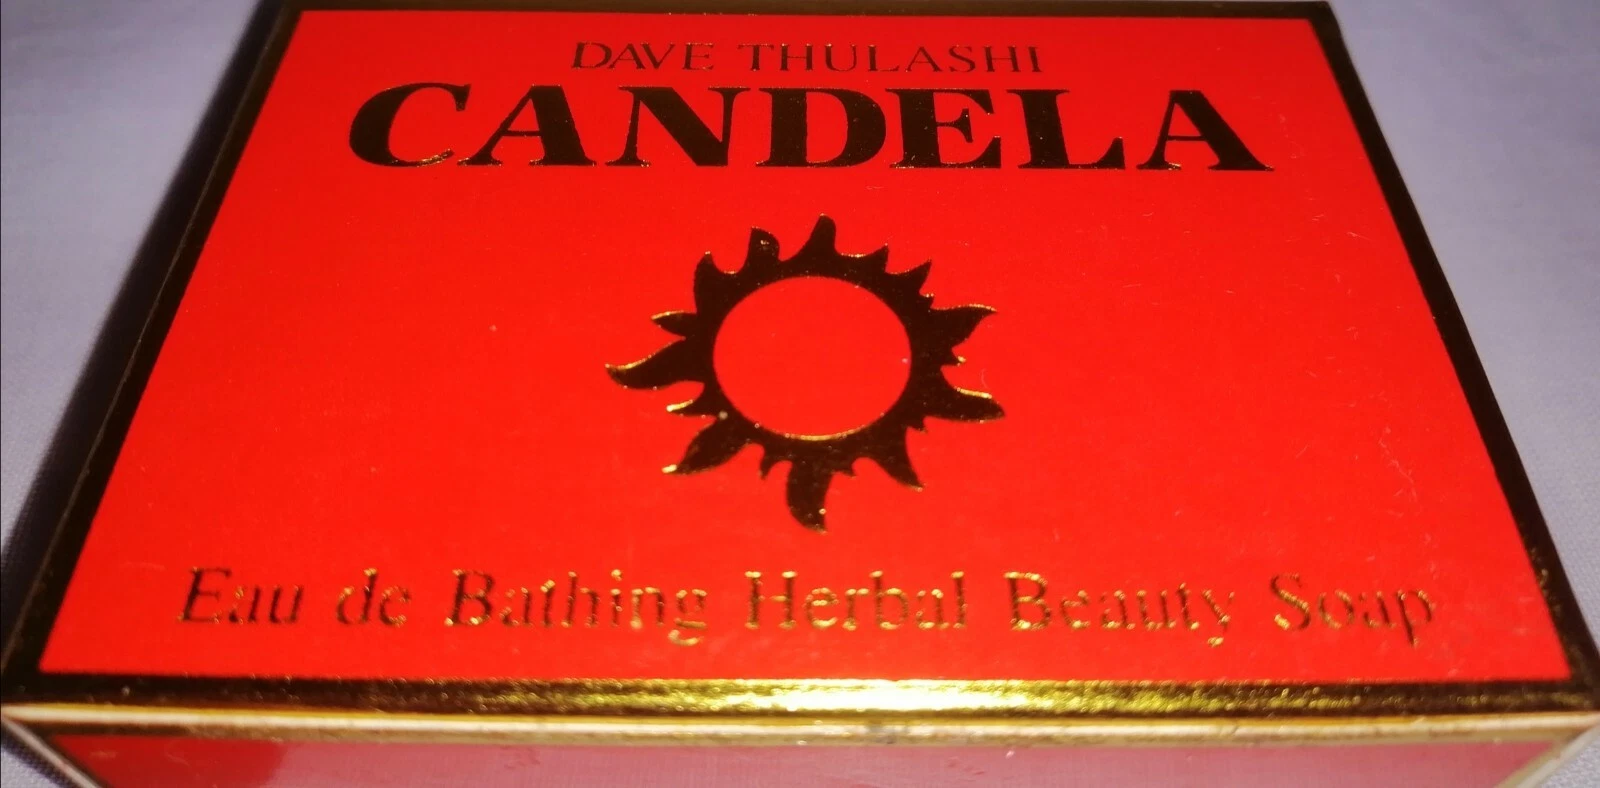 DAVE THULASHI
CANDELA
Eau de Bathing Herbal Beauty Soap